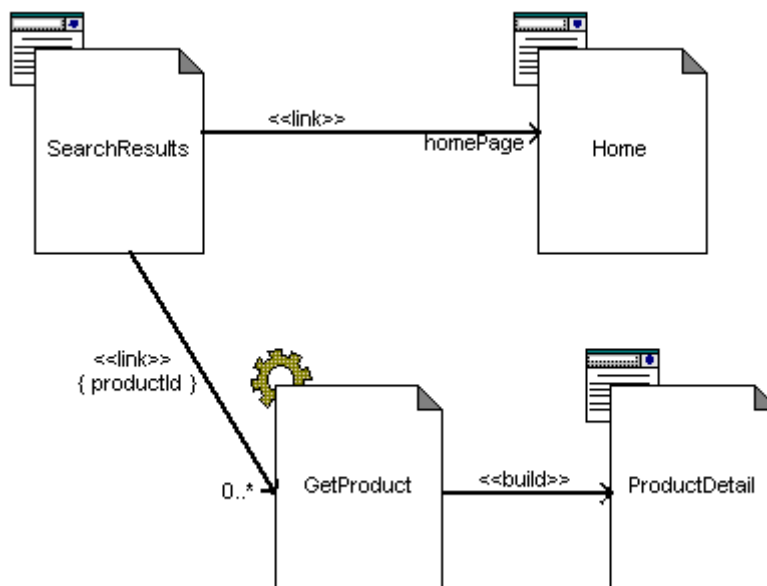 <<link>>
homePage
SearchResults
Home
<<link>>
{ productId }
0..*
GetProduct
<<build>>
ProductDetail